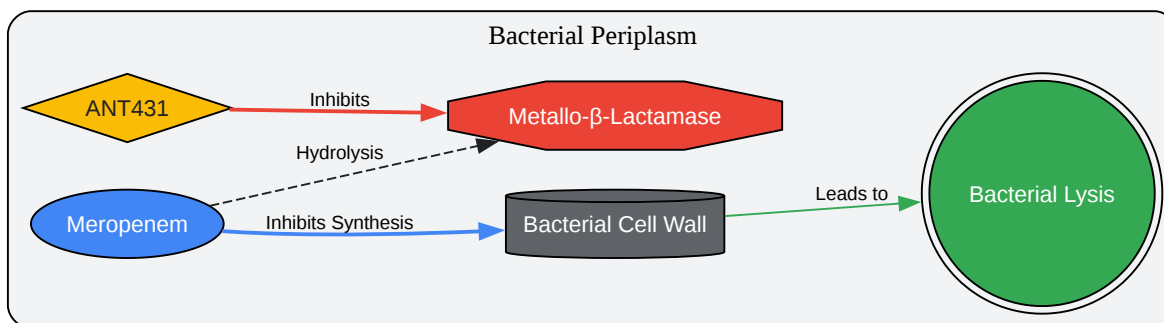 Bacterial Periplasm
ANT431
Inhibits
Metallo-β-Lactamase
Hydrolysis
Meropenem
Inhibits Synthesis
Bacterial Cell Wall
Leads to
Bacterial Lysis